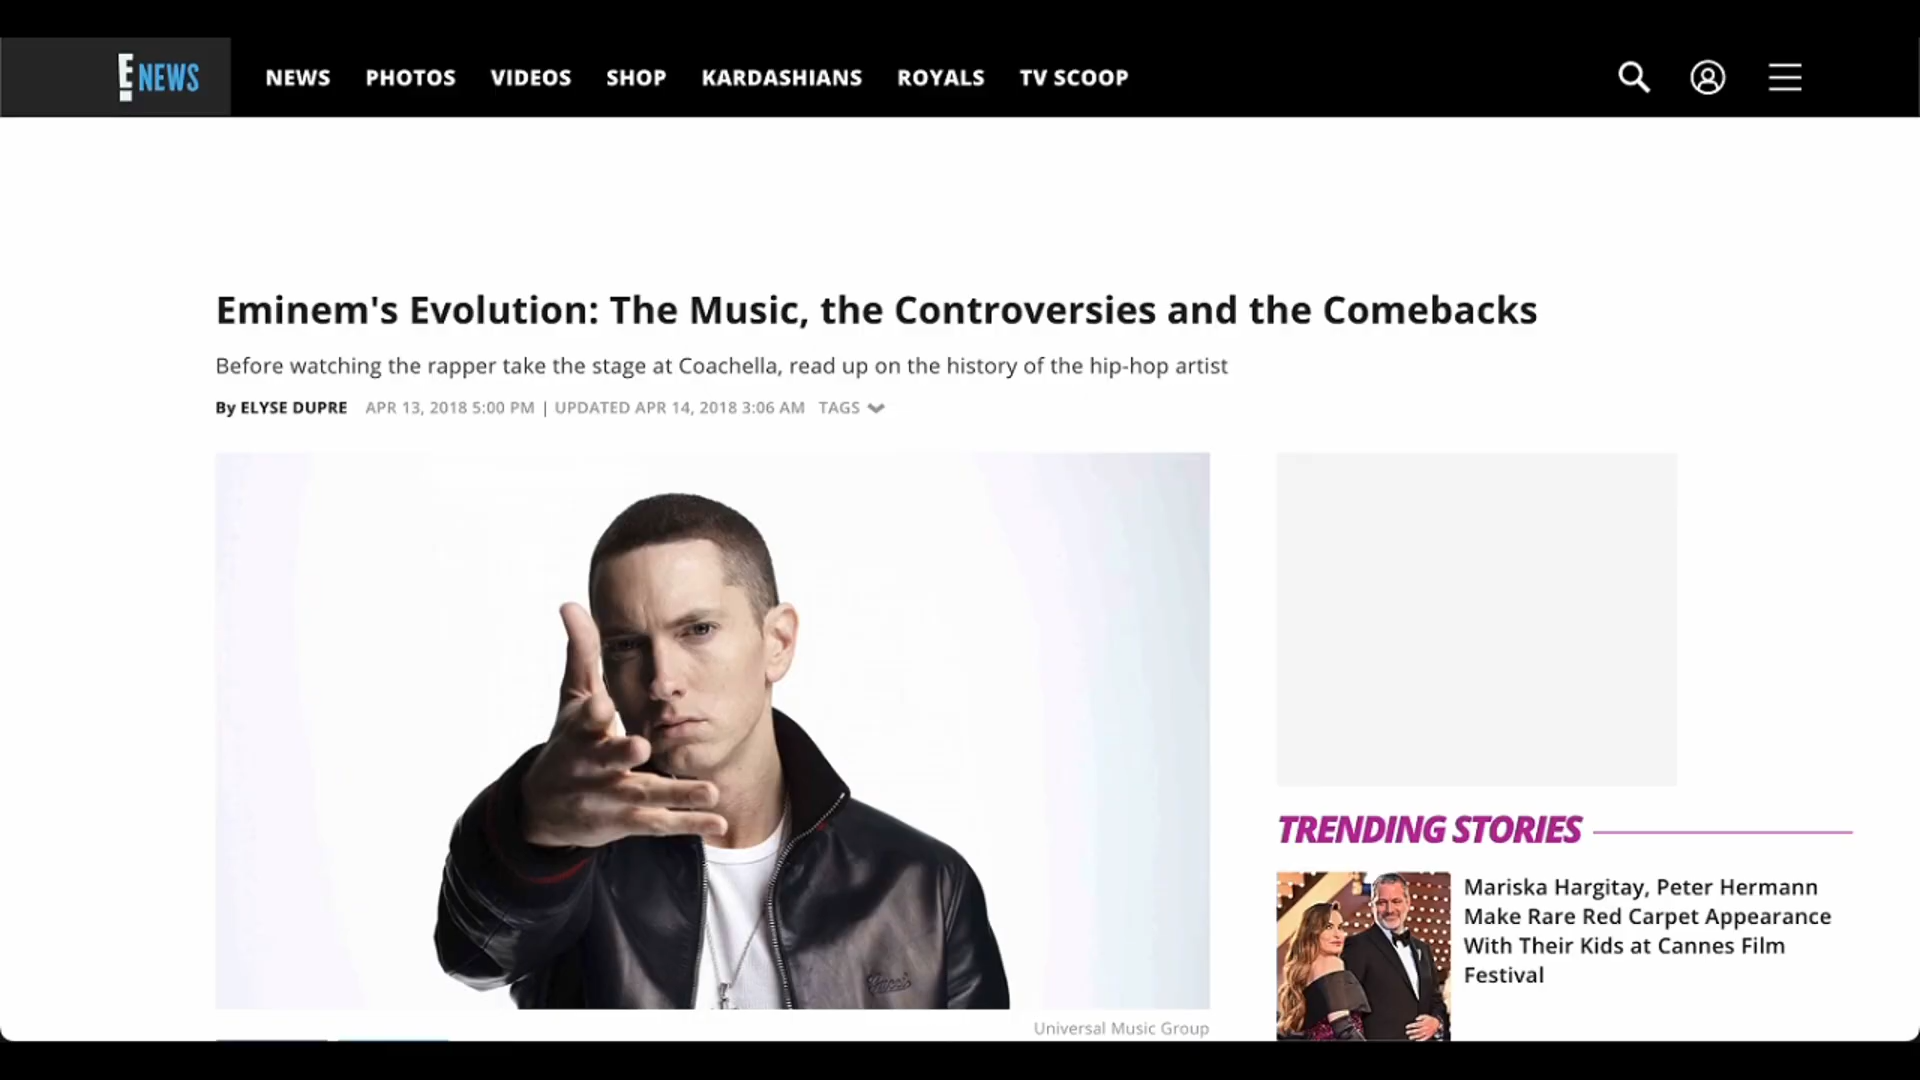 E NEWS
NEWS PHOTOS VIDEOS SHOP KARDASHIANS ROYALS TV SCOOP
Eminem's Evolution: The Music, the Controversies and the Comebacks
Before watching the rapper take the stage at Coachella, read up on the history of the hip-hop artist
By ELYSE DUPRE APR 13, 2018 5:00 PM | UPDATED APR 14, 2018 3:06 AM TAGS
Universal Music Group
TRENDING STORIES
Mariska Hargitay, Peter Hermann
Make Rare Red Carpet Appearance
With Their Kids at Cannes Film
Festival